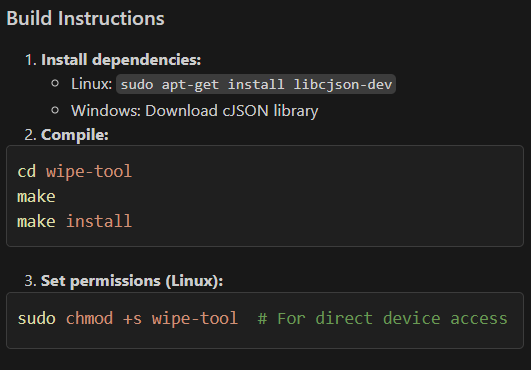 Build Instructions
1. Install dependencies:
○ Linux: sudo apt-get install libcjson-dev
○ Windows: Download cJSON library
2. Compile:
cd wipe-tool
make
make install
3. Set permissions (Linux):
sudo chmod +s wipe-tool  # For direct device access